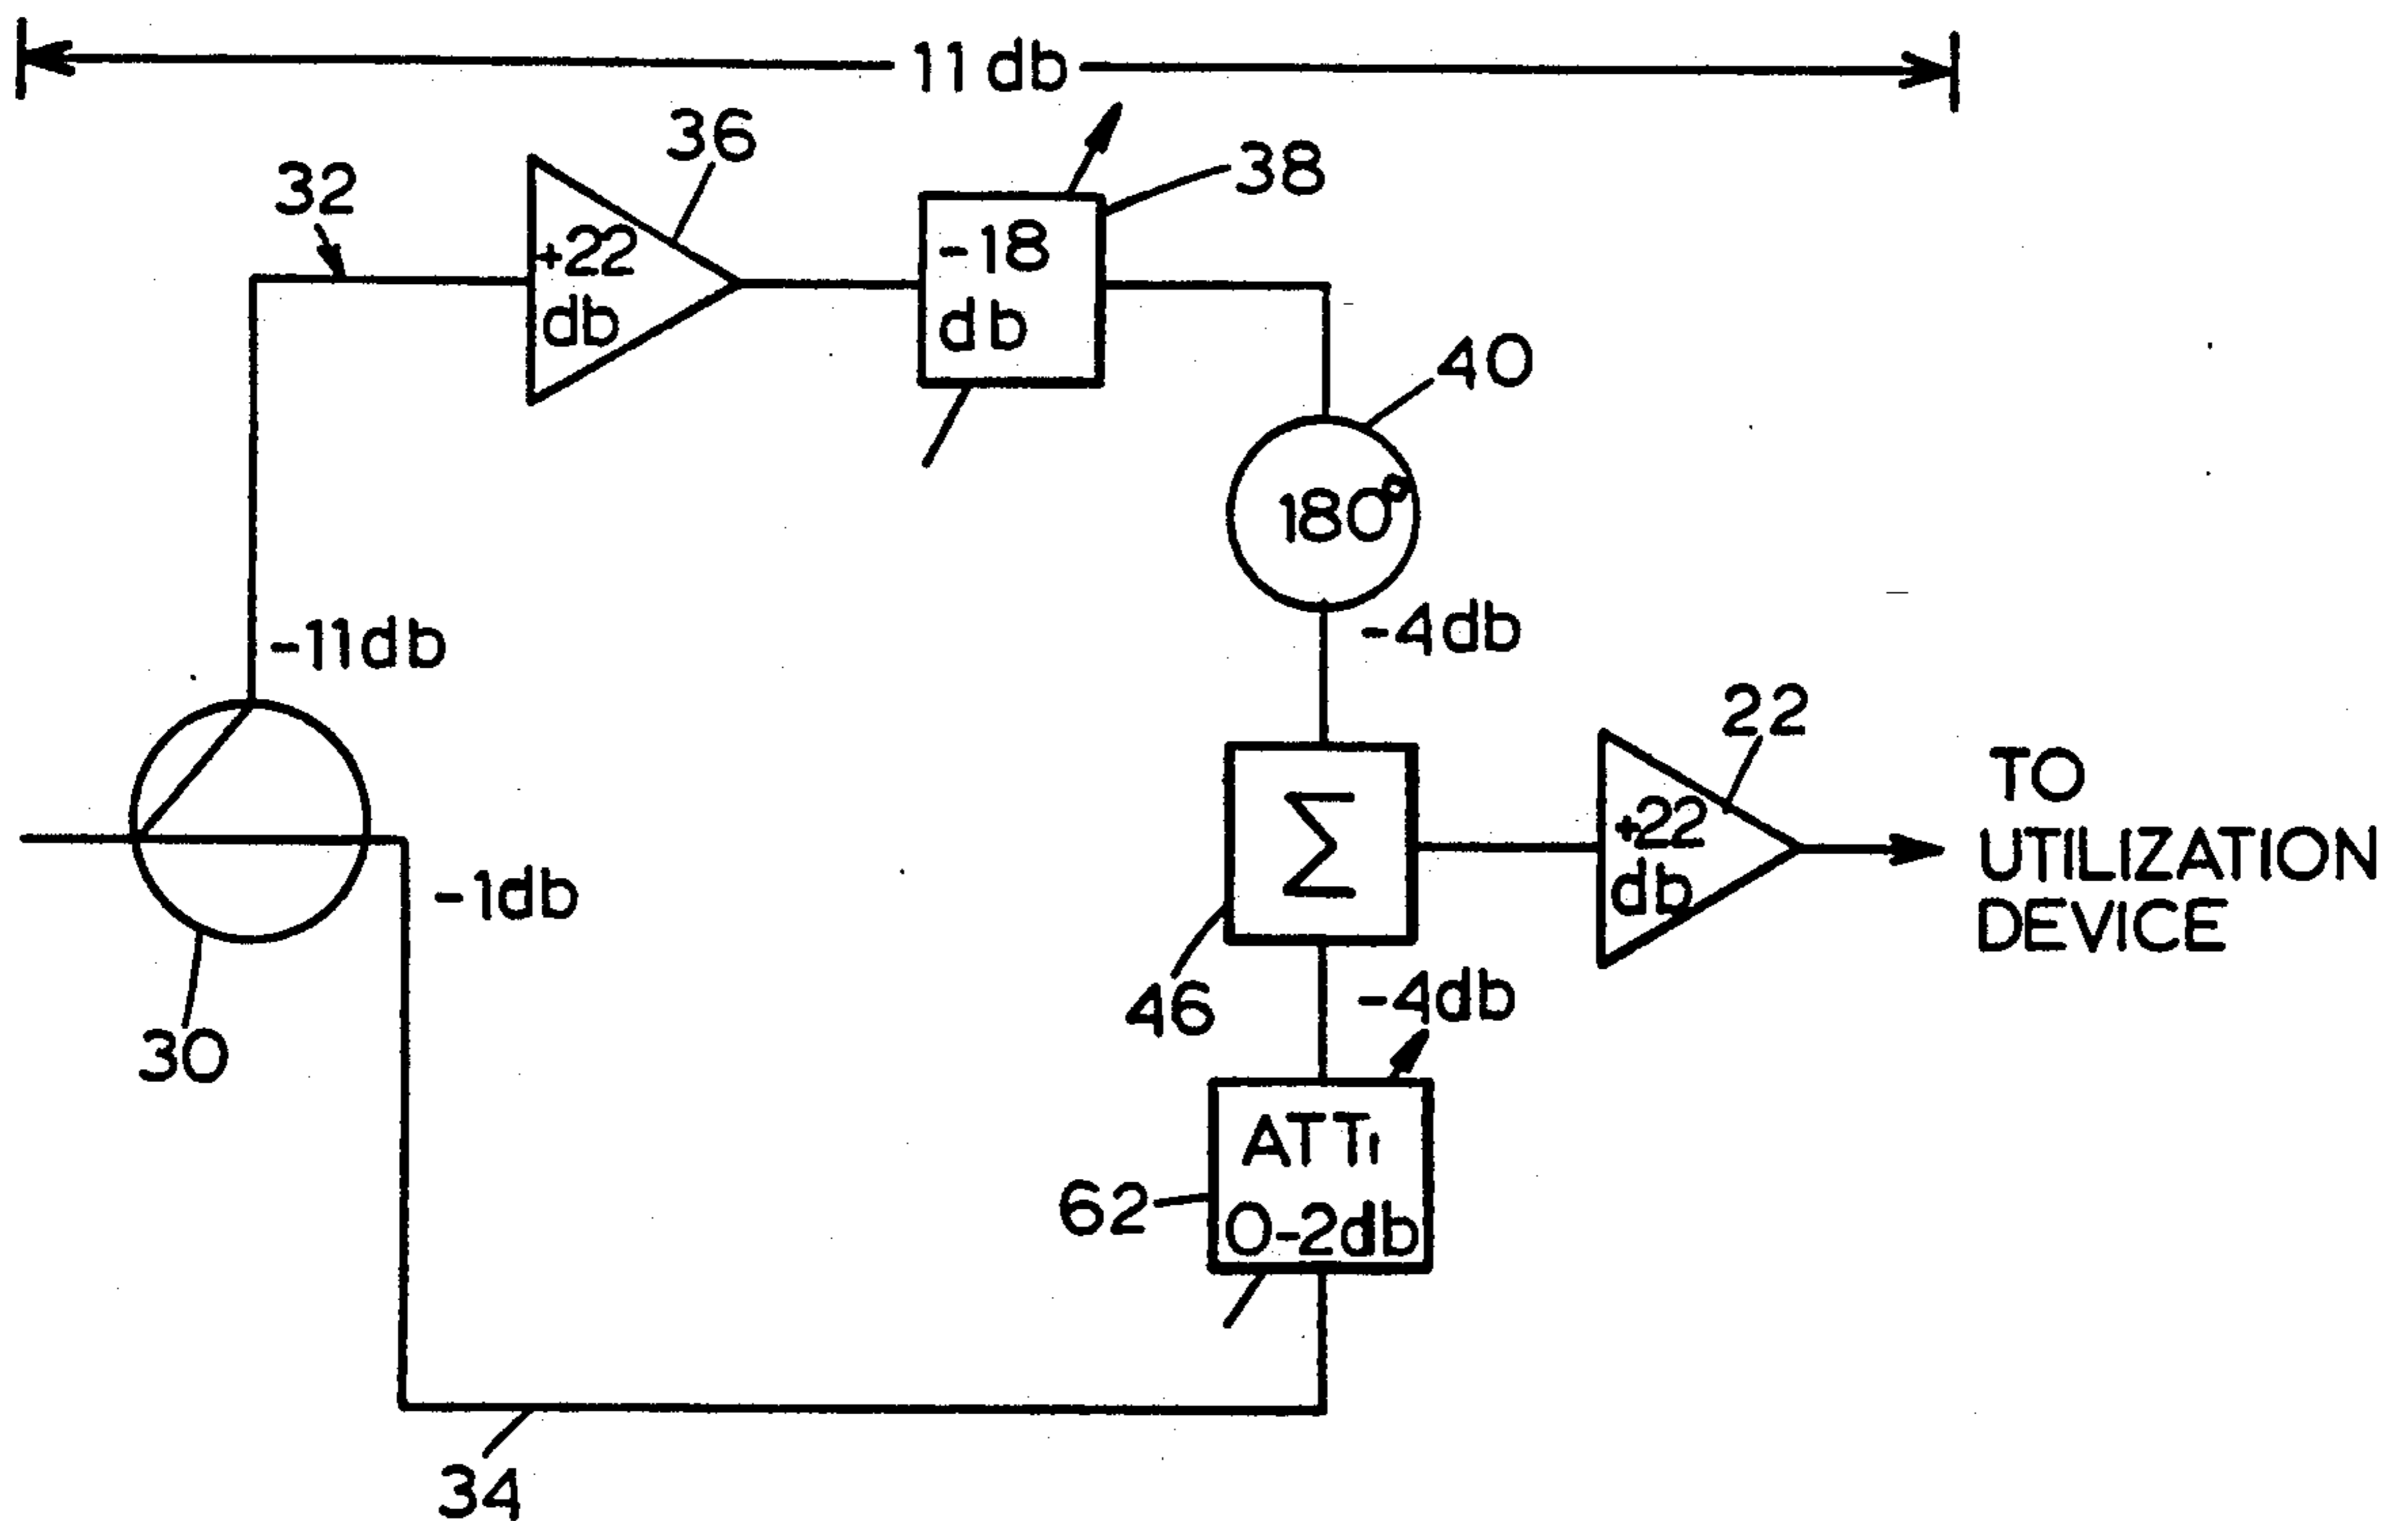 11 db
36
32
38
+22
db
-18
db
40
180°
-11db
-4db
22
TO
UTILIZATION
DEVICE
Σ
+22
db
-1db
46
-4db
30
ATT
62
0-2db
34